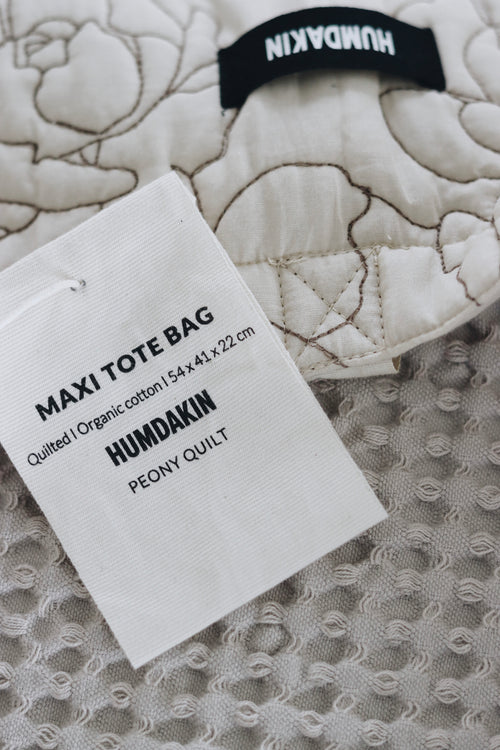 HUMDAKIN
MAXI TOTE BAG
Quilted | Organic cotton | 54 x 41 x 22 cm
HUMDAKIN
PEONY QUILT